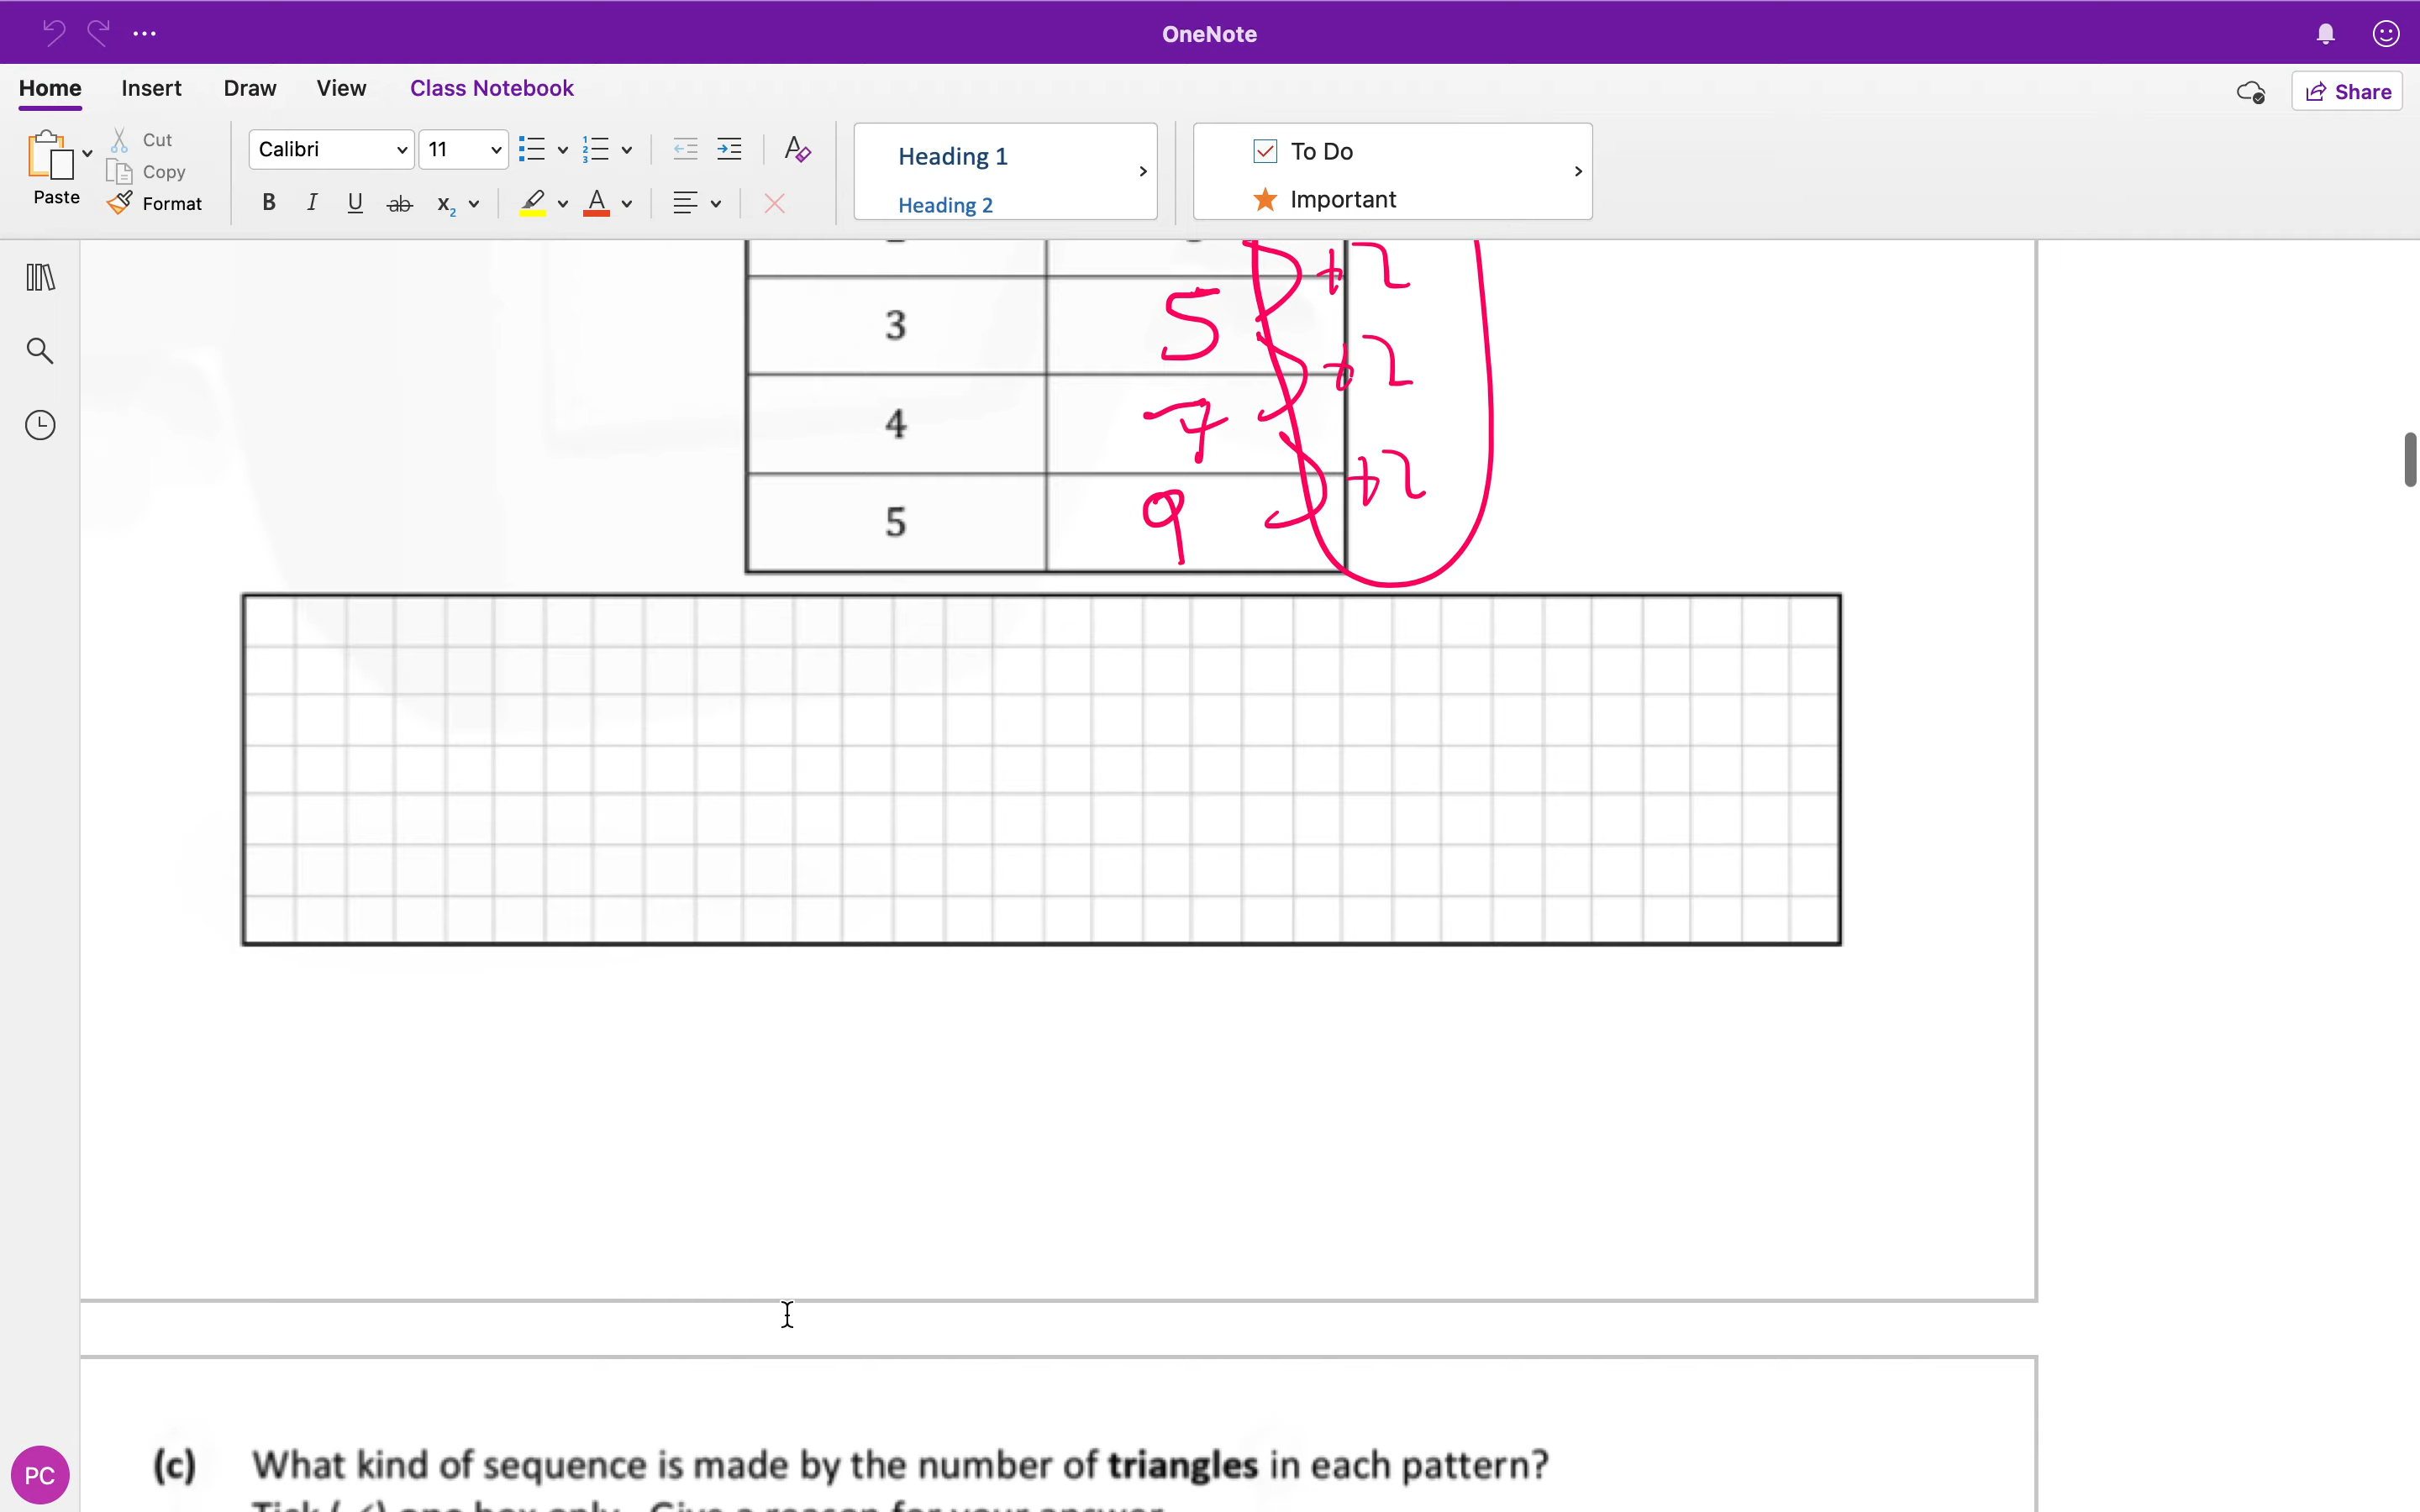 OneNote
Home Insert Draw View Class Notebook
Share
Paste
Cut
Copy
Format
Calibri
11
B I U ab x2
A
Heading 1
Heading 2
To Do
Important
+2
3 5
+2
4 7
+2
5 9
(c) What kind of sequence is made by the number of triangles in each pattern?
PC